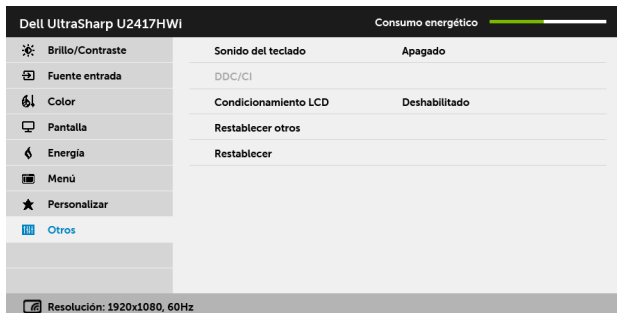 Dell UltraSharp U2417HWi
Consumo energético
Brillo/Contraste
Sonido del teclado
Apagado
Fuente entrada
DDC/CI
Color
Condicionamiento LCD
Deshabilitado
Pantalla
Restablecer otros
Energía
Restablecer
Menú
Personalizar
Otros
Resolución: 1920x1080, 60Hz